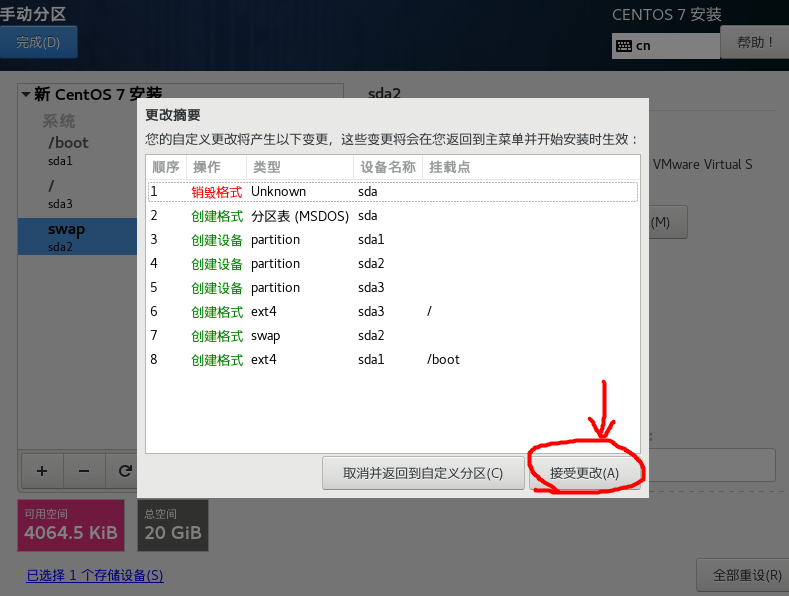 手动分区
CENTOS 7 安装
完成(D)
cn
帮助！
新 CentOS 7 安装
sda2
系统
/boot
sda1
/
sda3
swap
sda2
VMware Virtual S
(M)
更改摘要
您的自定义更改将产生以下变更，这些变更将会在您返回到主菜单并开始安装时生效：
顺序 操作 类型 设备名称 挂载点
1 销毁格式 Unknown sda
2 创建格式 分区表 (MSDOS) sda
3 创建设备 partition sda1
4 创建设备 partition sda2
5 创建设备 partition sda3
6 创建格式 ext4 sda3 /
7 创建格式 swap sda2
8 创建格式 ext4 sda1 /boot
取消并返回到自定义分区(C)
接受更改(A)
可用空间
4064.5 KiB
总空间
20 GiB
已选择 1 个存储设备(S)
全部重设(R)